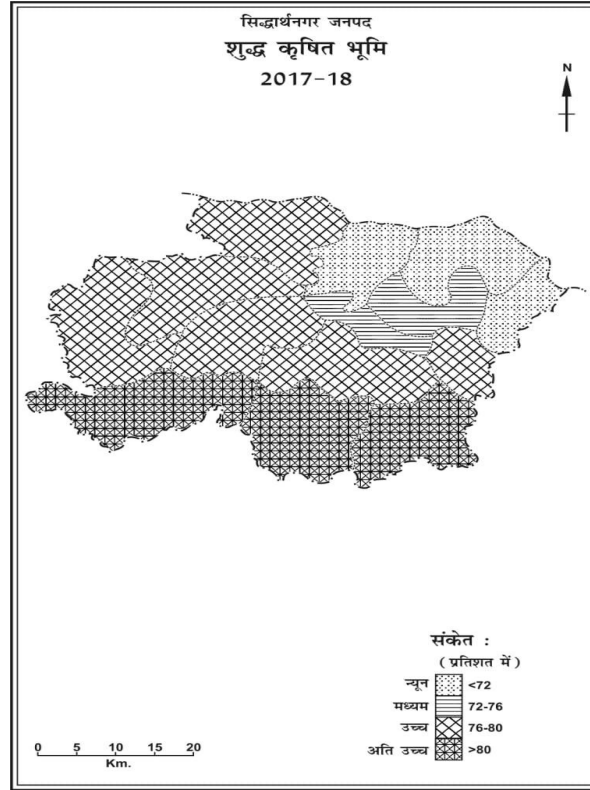 सिद्धार्थनगर जनपद
शुद्ध कृषित भूमि
2017-18
N
संकेत :
( प्रतिशत में )
न्यून <72
मध्यम 72-76
उच्च 76-80
अति उच्च >80
0 5 10 15 20
Km.